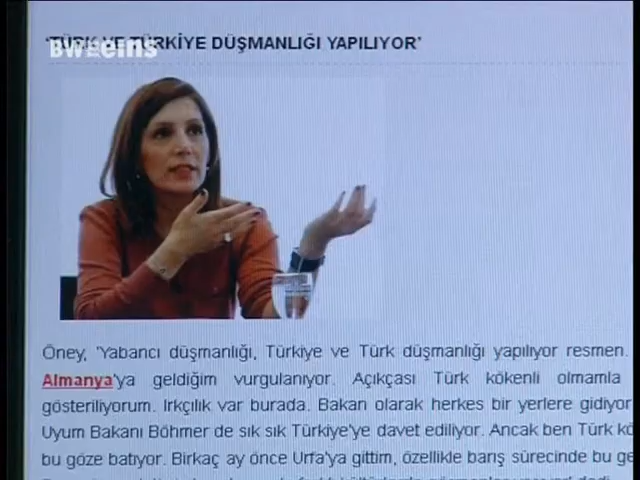 'TÜRK VE TÜRKİYE DÜŞMANLIĞI YAPILIYOR'
BW eins
Öney, 'Yabancı düşmanlığı, Türkiye ve Türk düşmanlığı yapılıyor resmen.
Almanya'ya geldiğim vurgulanıyor. Açıkçası Türk kökenli olmamla
gösteriliyorum. Irkçılık var burada. Bakan olarak herkes bir yerlere gidiyor
Uyum Bakanı Böhmer de sık sık Türkiye'ye davet ediliyor. Ancak ben Türk kö
bu göze batıyor. Birkaç ay önce Urfa'ya gittim, özellikle barış sürecinde bu ge